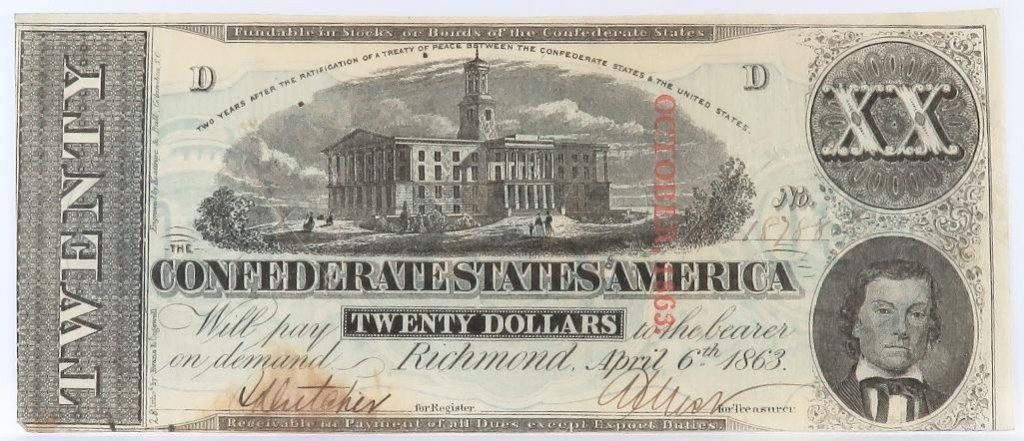 Fundable in Stocks or Bonds of the Confederate States
D
TWO YEARS AFTER THE RATIFICATION OF A TREATY OF PEACE BETWEEN THE CONFEDERATE STATES & THE UNITED STATES.
D
XX
TWENTY
OCTOBER, 1863.
No.
THE
CONFEDERATE STATES OF AMERICA
Will pay TWENTY DOLLARS to the bearer
on demand Richmond, April 6th 1863.
for Register. for Treasurer.
Receivable in Payment of all Dues except Export Duties.